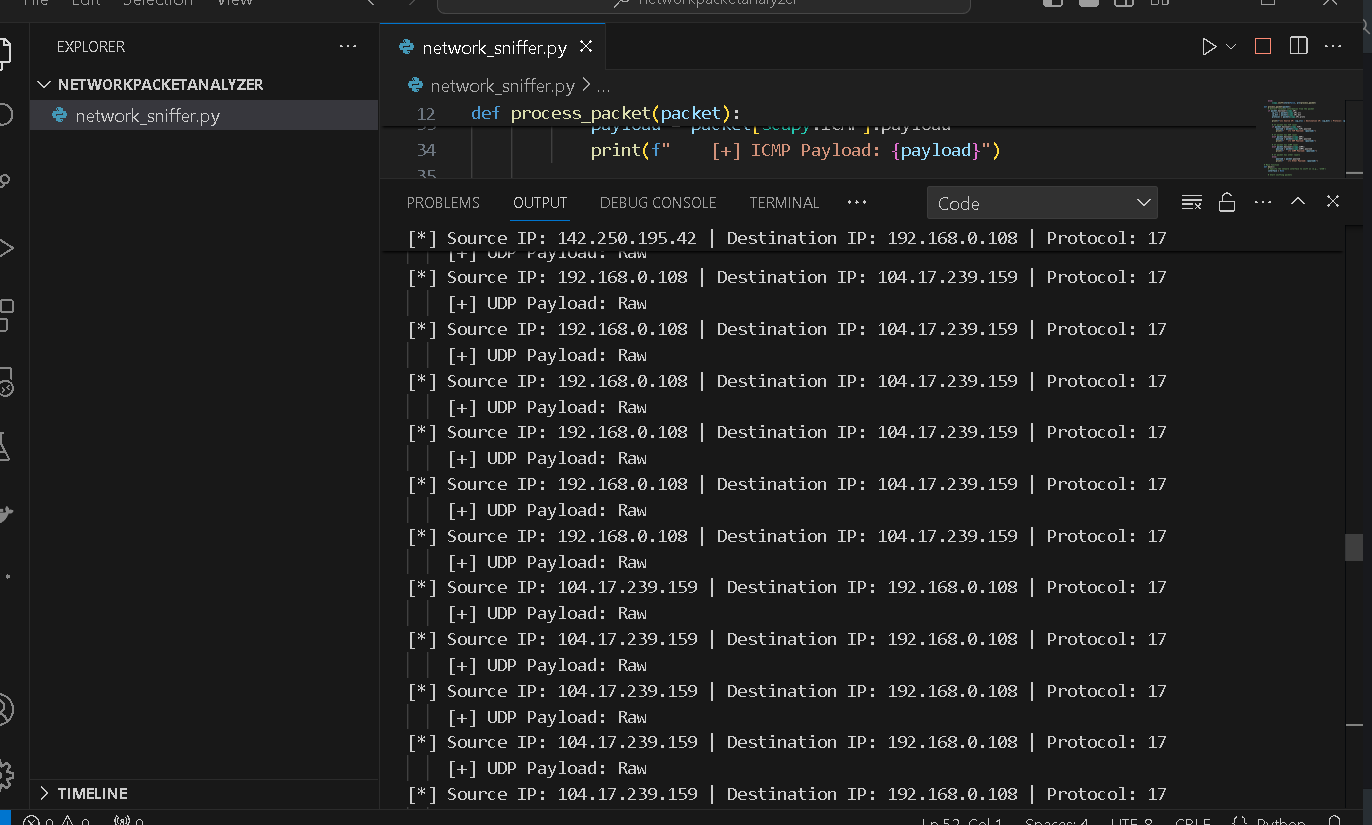 File Edit Selection View networkpacketanalyzer
EXPLORER
NETWORKPACKETANALYZER
network_sniffer.py
TIMELINE
network_sniffer.py
network_sniffer.py > ...
12 def process_packet(packet):
33 payload = packet[scapy.ICMP].payload
34 print(f" [+] ICMP Payload: {payload}")
35
PROBLEMS OUTPUT DEBUG CONSOLE TERMINAL ... Code
[*] Source IP: 142.250.195.42 | Destination IP: 192.168.0.108 | Protocol: 17
[+] UDP Payload: Raw
[*] Source IP: 192.168.0.108 | Destination IP: 104.17.239.159 | Protocol: 17
[+] UDP Payload: Raw
[*] Source IP: 192.168.0.108 | Destination IP: 104.17.239.159 | Protocol: 17
[+] UDP Payload: Raw
[*] Source IP: 192.168.0.108 | Destination IP: 104.17.239.159 | Protocol: 17
[+] UDP Payload: Raw
[*] Source IP: 192.168.0.108 | Destination IP: 104.17.239.159 | Protocol: 17
[+] UDP Payload: Raw
[*] Source IP: 192.168.0.108 | Destination IP: 104.17.239.159 | Protocol: 17
[+] UDP Payload: Raw
[*] Source IP: 192.168.0.108 | Destination IP: 104.17.239.159 | Protocol: 17
[+] UDP Payload: Raw
[*] Source IP: 104.17.239.159 | Destination IP: 192.168.0.108 | Protocol: 17
[+] UDP Payload: Raw
[*] Source IP: 104.17.239.159 | Destination IP: 192.168.0.108 | Protocol: 17
[+] UDP Payload: Raw
[*] Source IP: 104.17.239.159 | Destination IP: 192.168.0.108 | Protocol: 17
[+] UDP Payload: Raw
[*] Source IP: 104.17.239.159 | Destination IP: 192.168.0.108 | Protocol: 17
[+] UDP Payload: Raw
[*] Source IP: 104.17.239.159 | Destination IP: 192.168.0.108 | Protocol: 17
0 0 0 Ln 52, Col 1 Spaces: 4 UTF-8 CRLF {} Python